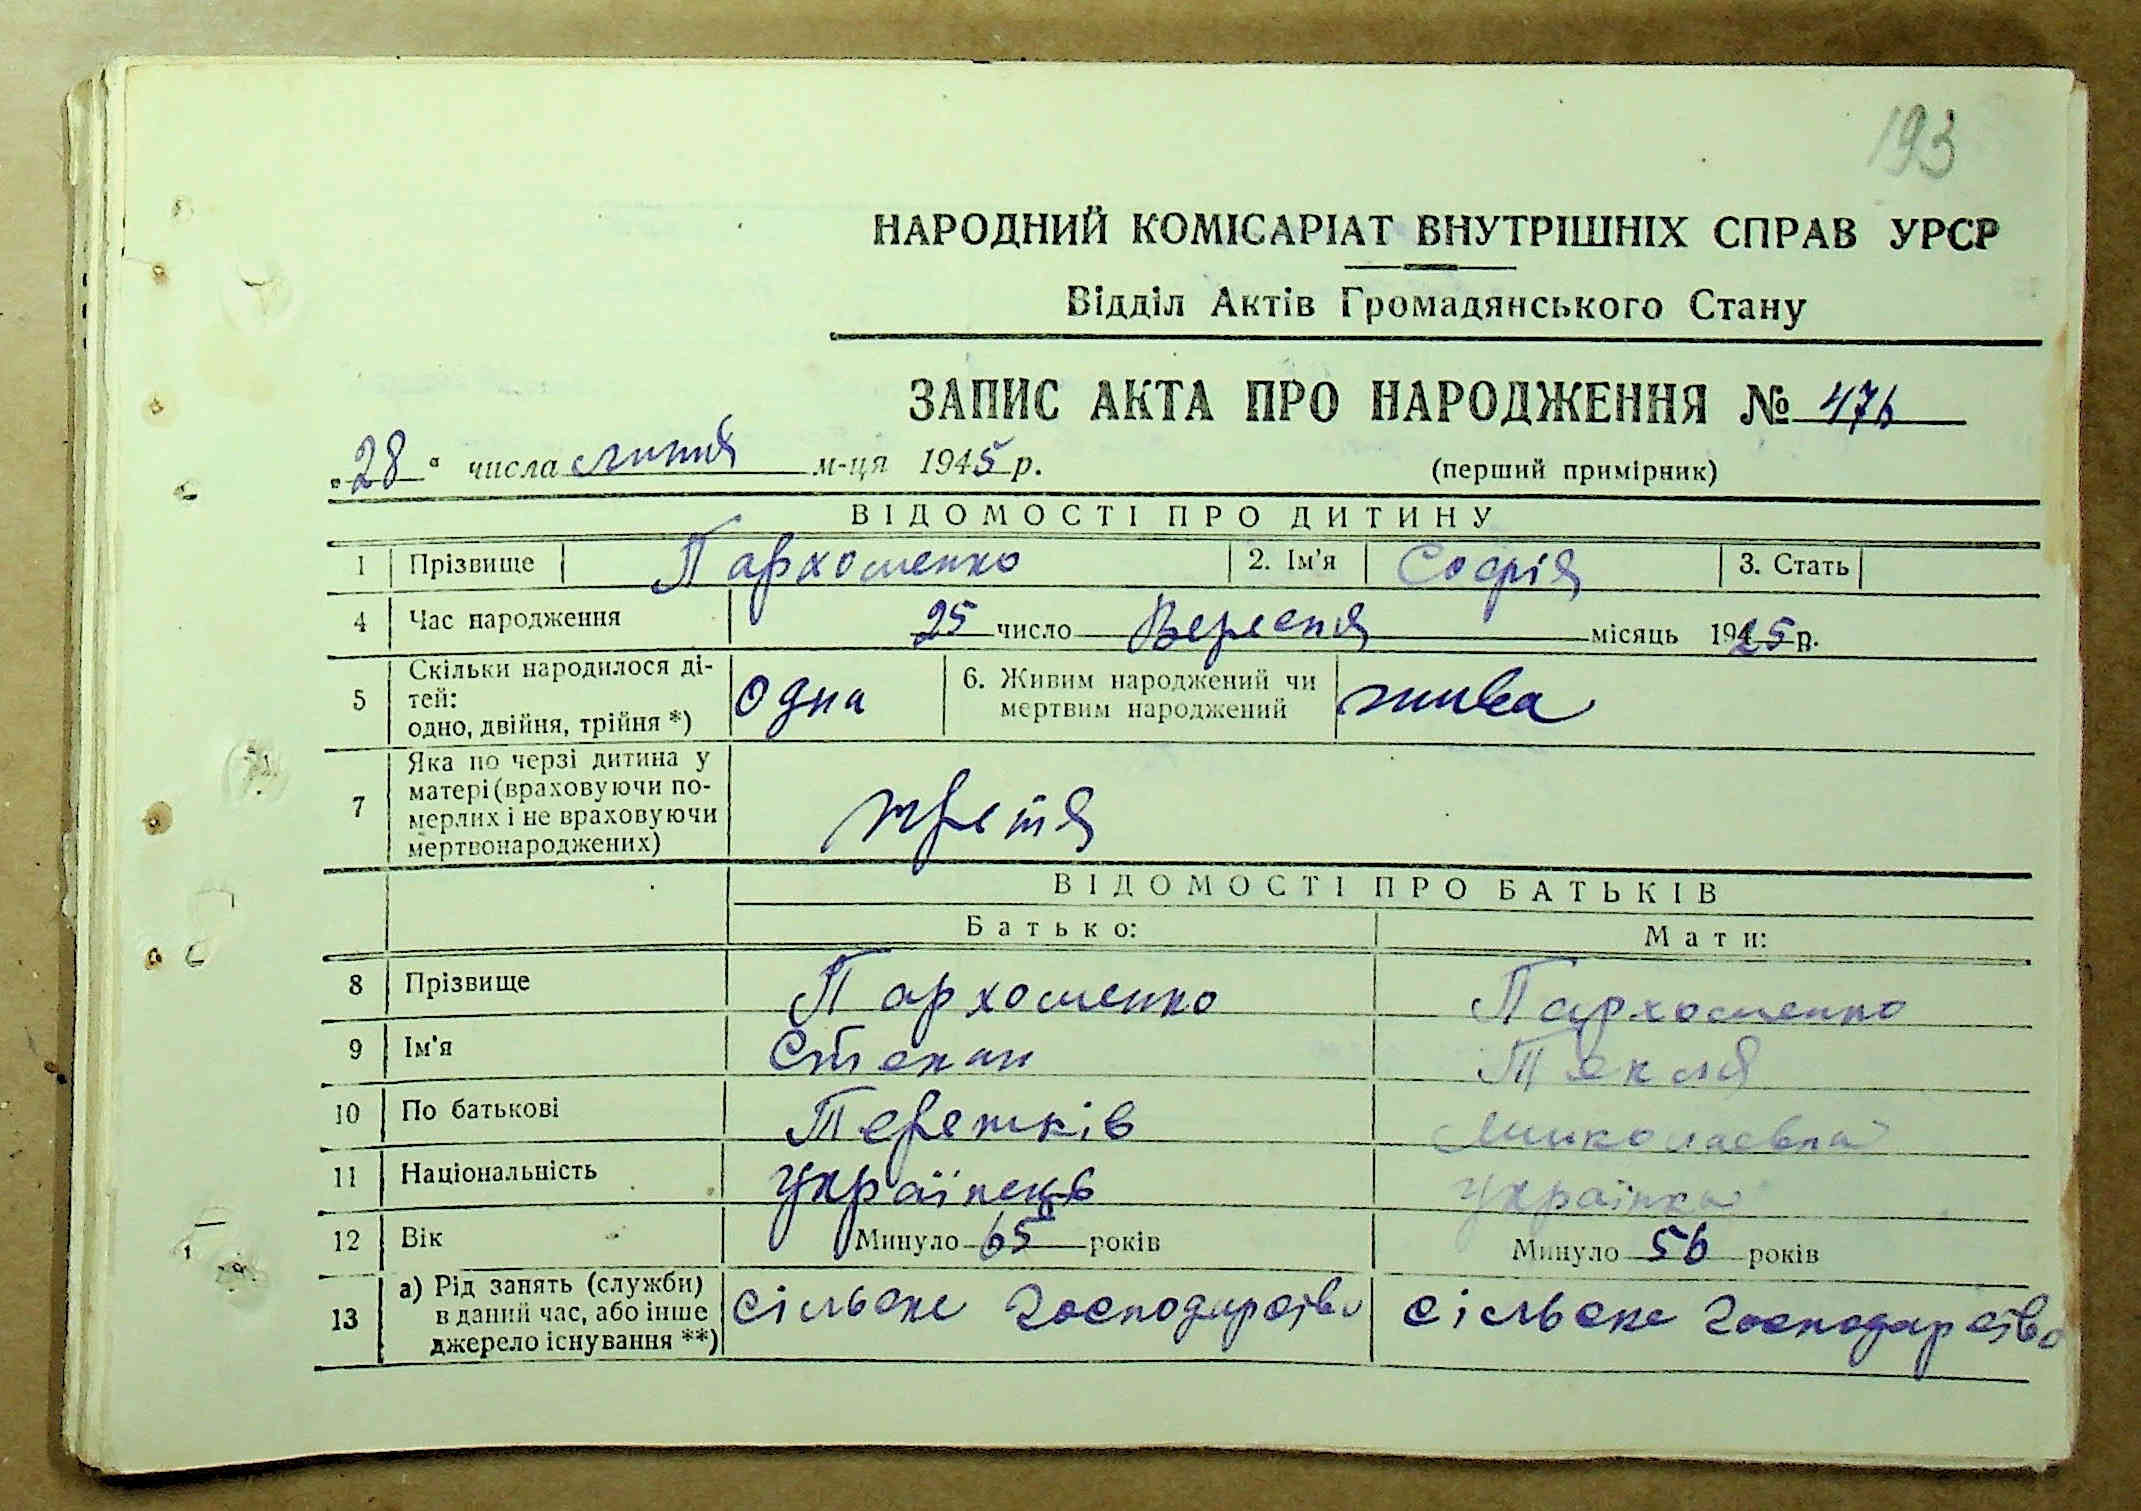 193
НАРОДНИЙ КОМІСАРІАТ ВНУТРІШНІХ СПРАВ УРСР
Відділ Актів Громадянського Стану
ЗАПИС АКТА ПРО НАРОДЖЕННЯ № 476
„28“ числа липня м-ця 1945 р. (перший примірник)
ВІДОМОСТІ ПРО ДИТИНУ
1 Прізвище Пархоменко 2. Ім'я Софія 3. Стать
4 Час народження 25 число Вересня місяць 1925 р.
5 Скільки народилося ді-
тей:
одно, двійня, трійня *) одна 6. Живим народжений чи
мертвим народжений жива
7 Яка по черзі дитина у
матері (враховуючи по-
мерлих і не враховуючи
мертвонароджених) третя
ВІДОМОСТІ ПРО БАТЬКІВ
Батько: Мати:
8 Прізвище Пархоменко Пархоменко
9 Ім'я Степан Текля
10 По батькові Терешків Миколаєвна
11 Національність українець українка
12 Вік Минуло 65 років Минуло 56 років
13 а) Рід занять (служби)
в даний час, або інше
джерело існування **) сільське господарство сільське господарство